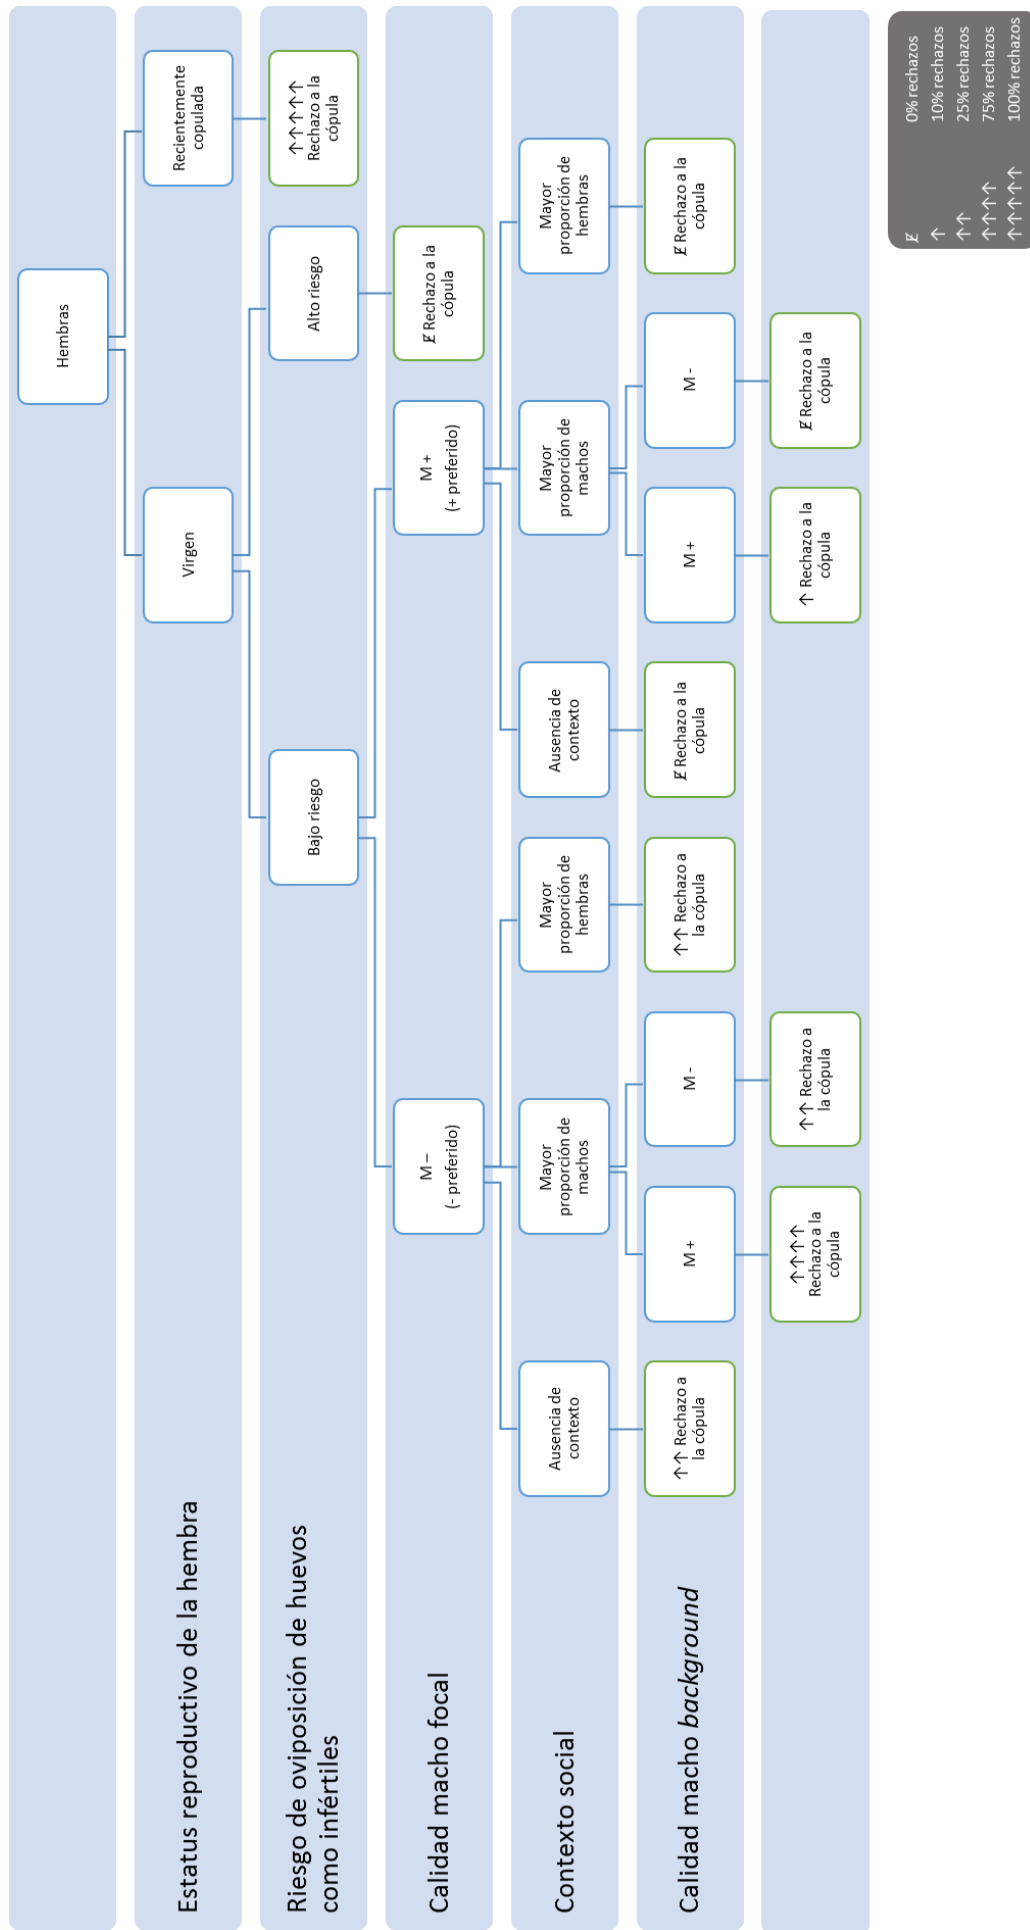 Hembras
Estatus reproductivo de la hembra
Virgen
Recientemente
copulada
Riesgo de oviposición de huevos
como infértiles
Bajo riesgo
Alto riesgo
↑↑↑↑↑
Rechazo a la
cópula
Calidad macho focal
M –
(- preferido)
M +
(+ preferido)
Ɇ Rechazo a la
cópula
Contexto social
Ausencia de
contexto
Mayor
proporción de
machos
Mayor
proporción de
hembras
Ausencia de
contexto
Mayor
proporción de
machos
Mayor
proporción de
hembras
Calidad macho background
↑↑ Rechazo a
la cópula
M +
M -
↑↑ Rechazo a
la cópula
Ɇ Rechazo a la
cópula
M +
M -
Ɇ Rechazo a la
cópula
↑↑↑↑
Rechazo a la
cópula
↑↑ Rechazo a
la cópula
↑ Rechazo a la
cópula
Ɇ Rechazo a la
cópula
Ɇ 0% rechazos
↑ 10% rechazos
↑↑ 25% rechazos
↑↑↑↑ 75% rechazos
↑↑↑↑↑ 100% rechazos